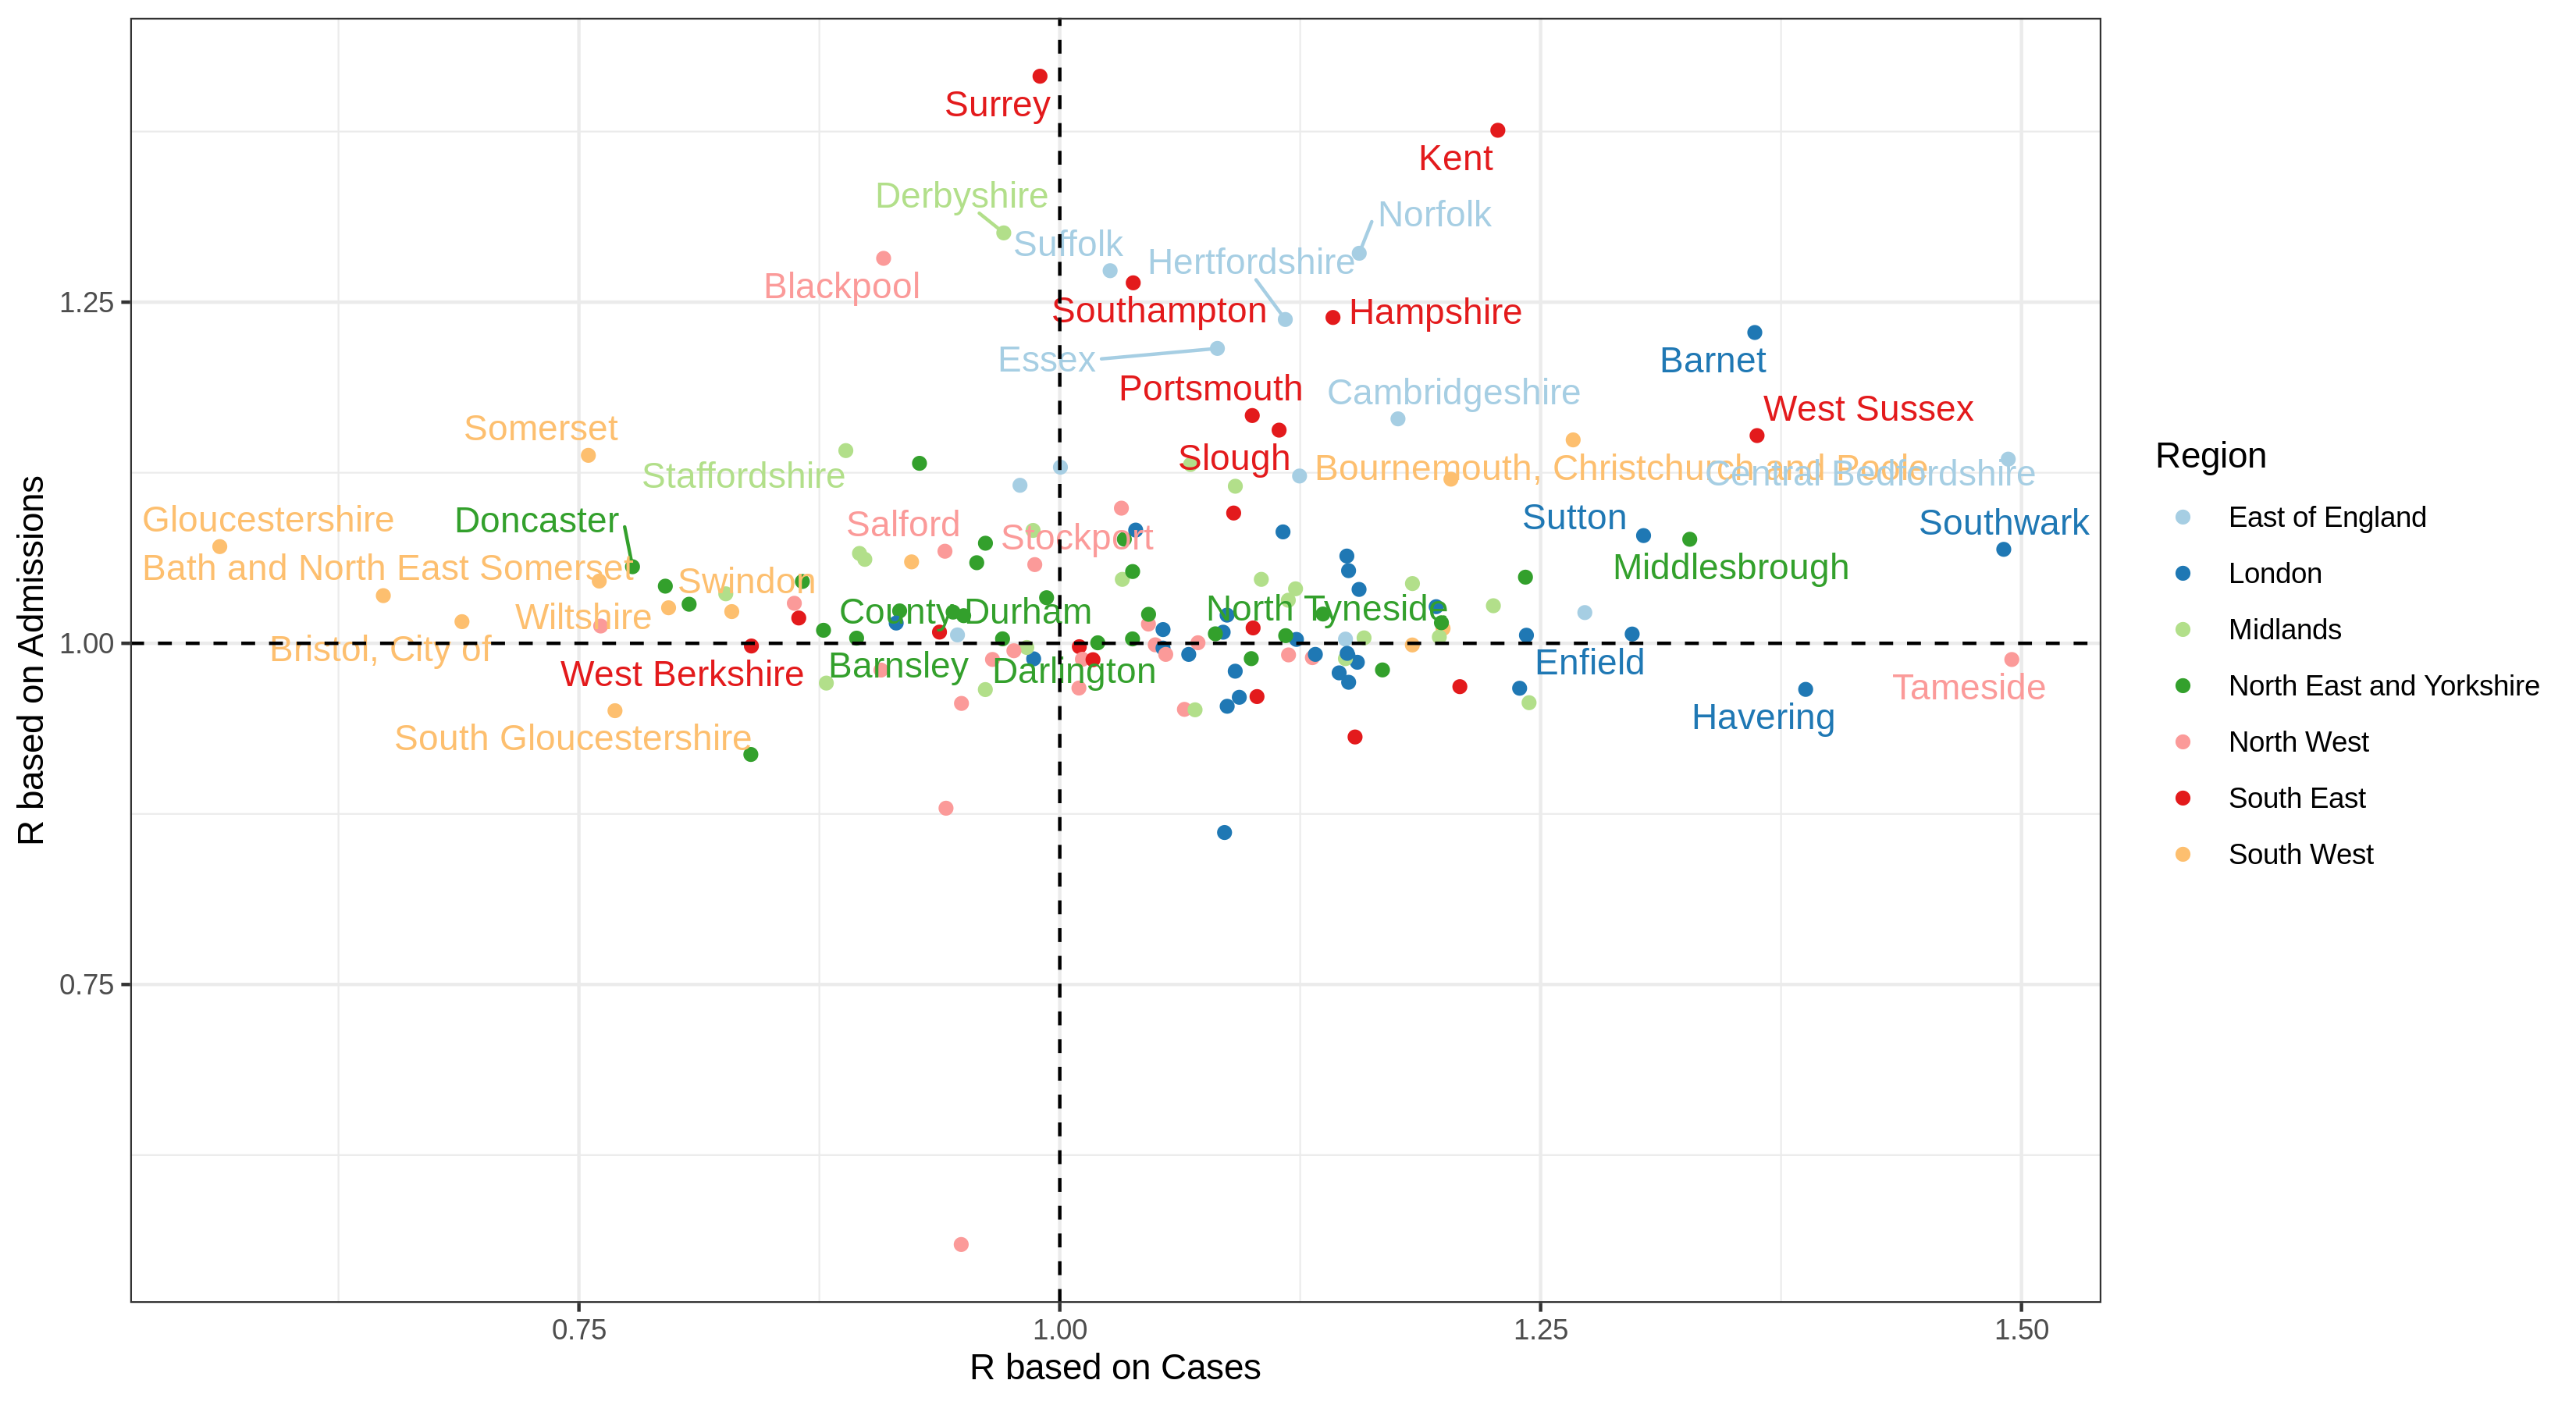 Surrey
Kent
Derbyshire
Norfolk
Suffolk
Hertfordshire
Blackpool
1.25
Southampton
Hampshire
Essex
Barnet
Portsmouth
Cambridgeshire
West Sussex
Somerset
Slough
Staffordshire
Bournemouth, Christchurch and Poole
Central Bedfordshire
Gloucestershire
Doncaster
Salford
Stockport
Sutton
Southwark
Bath and North East Somerset
Swindon
Middlesbrough
Wiltshire
County Durham
North Tyneside
1.00
Bristol, City of
West Berkshire
Barnsley
Darlington
Enfield
Tameside
South Gloucestershire
Havering
0.75
R based on Admissions
0.75
1.00
1.25
1.50
R based on Cases
Region
East of England
London
Midlands
North East and Yorkshire
North West
South East
South West